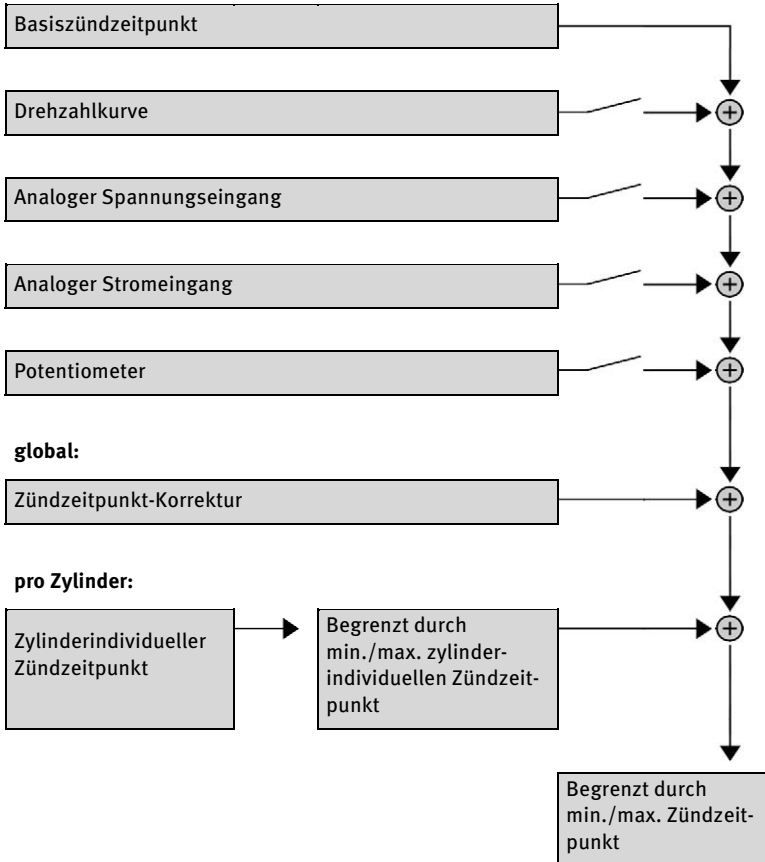 Basiszündzeitpunkt
Drehzahlkurve
Analoger Spannungseingang
Analoger Stromeingang
Potentiometer
global:
Zündzeitpunkt-Korrektur
pro Zylinder:
Zylinderindividueller
Zündzeitpunkt
Begrenzt durch
min./max. zylinder-
individuellen Zündzeit-
punkt
Begrenzt durch
min./max. Zündzeit-
punkt